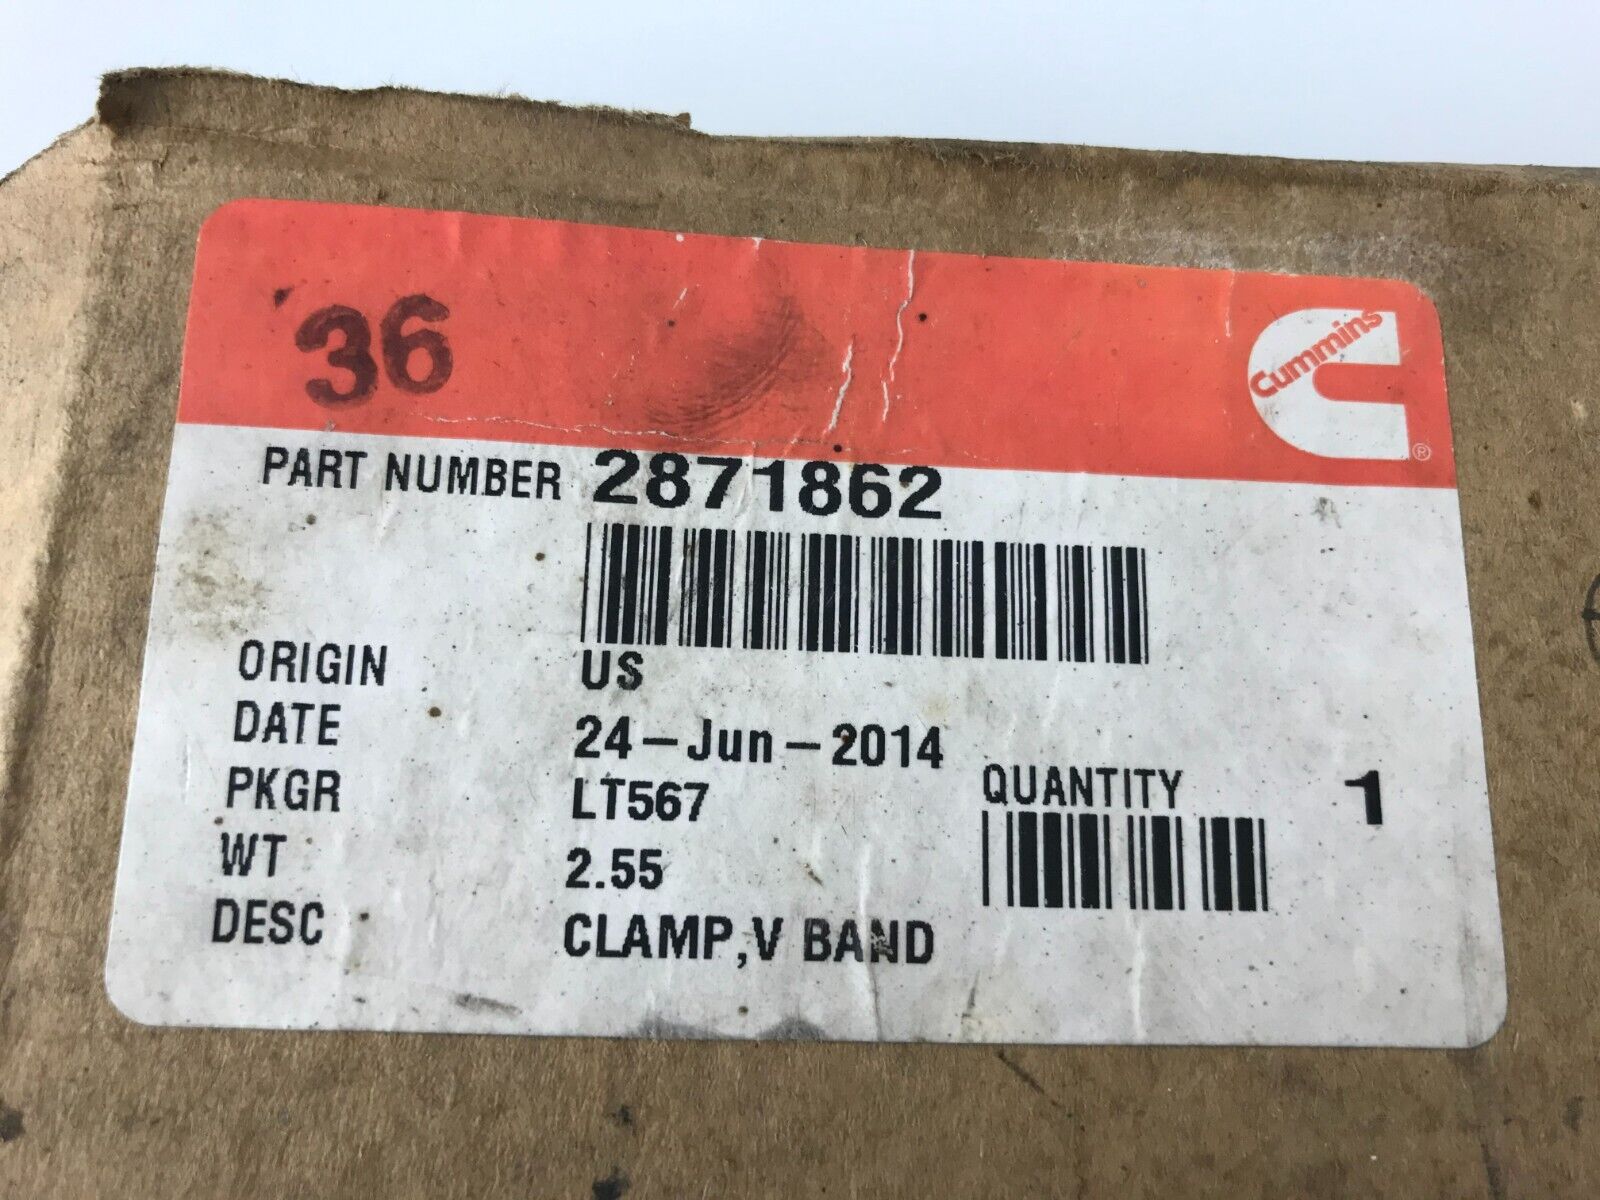 36
Cummins
®
PART NUMBER 2871862
ORIGIN US
DATE 24-Jun-2014
PKGR LT567
QUANTITY 1
WT 2.55
DESC CLAMP,V BAND